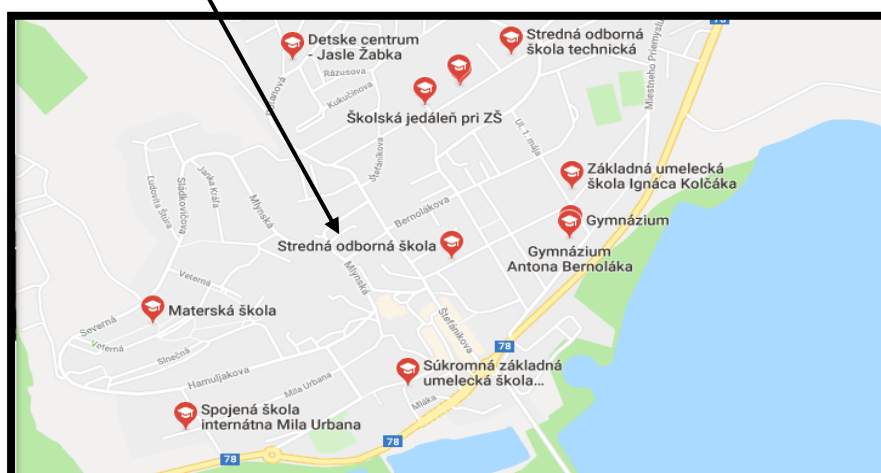 78
Detske centrum
- Jasle Žabka
Stredná odborná
škola technická
Rázusova
Kukučínova
Miestneho Priemyslu
Školská jedáleň pri ZŠ
Ul. 1. mája
Štefánikova
Základná umelecká
škola Ignáca Kolčáka
Janka Kráľa
Sládkovičova
Ľudovíta Štúra
Mlynská
Bernolákova
Gymnázium
Stredná odborná škola
Gymnázium
Antona Bernoláka
Mlynská
Veterná
Materská škola
Severná
Štefánikova
Veterná
Slnečná
78
Hamuljakova
Súkromná základná
umelecká škola...
Mila Urbana
Mláka
Spojená škola
internátna Mila Urbana
78